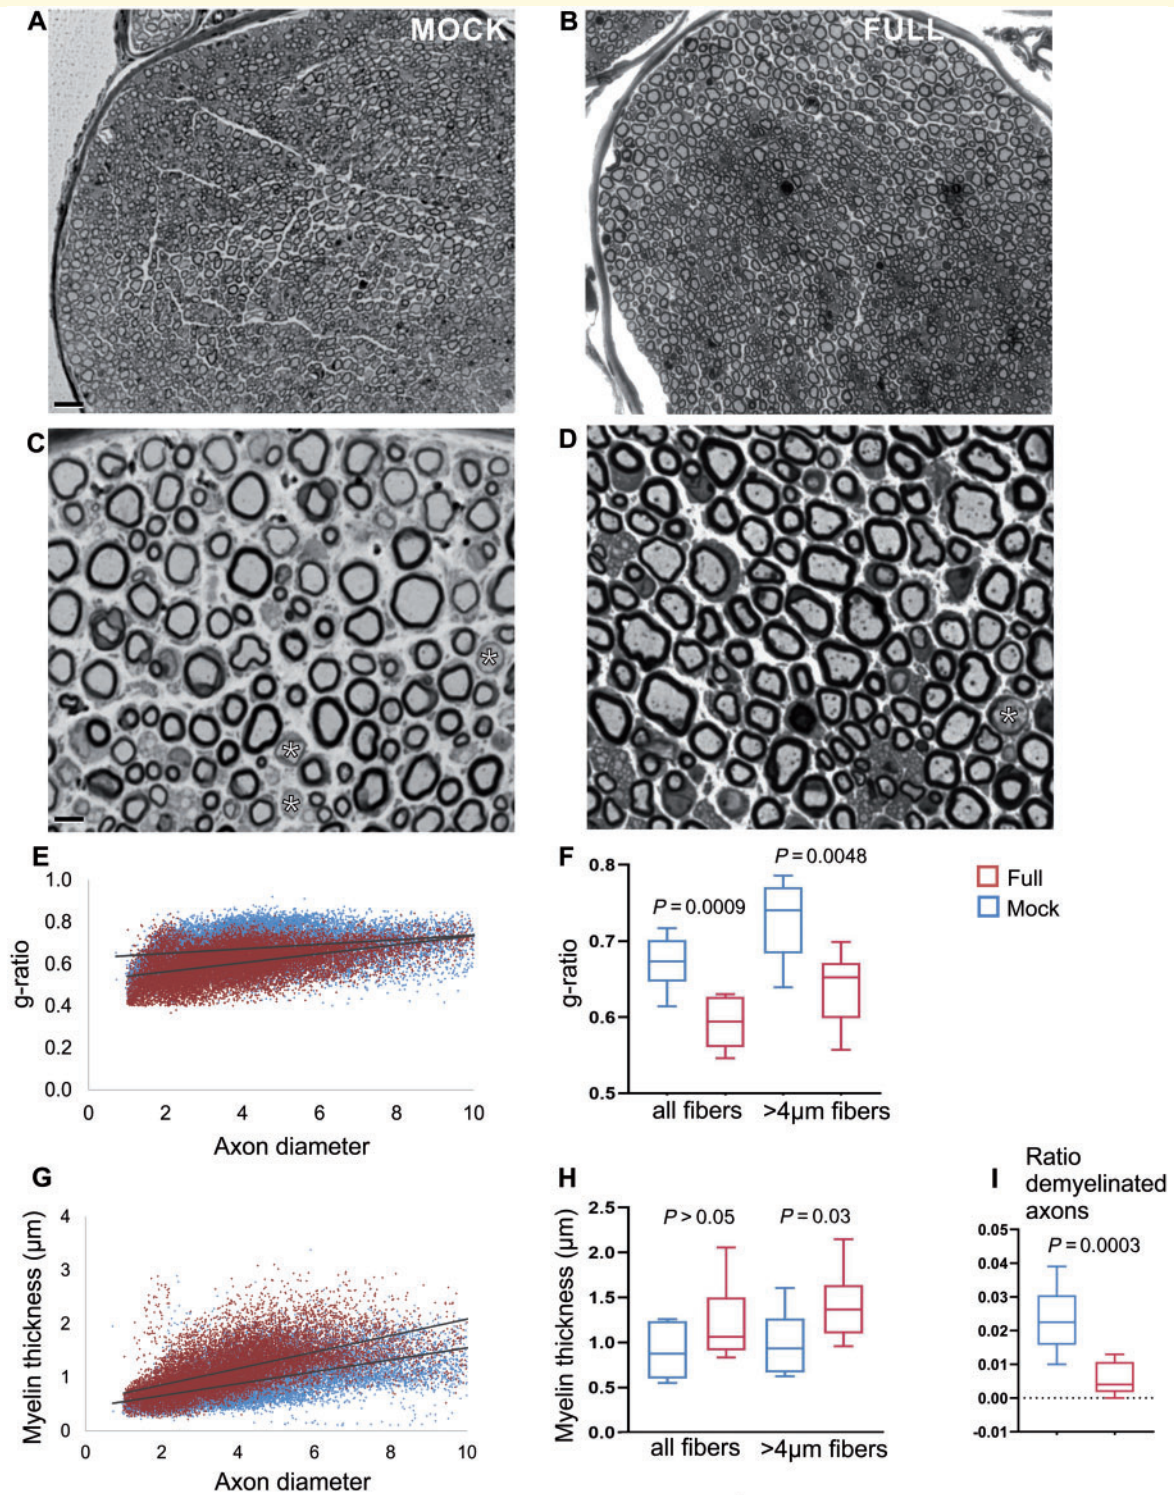 A
MOCK
B
FULL
C
*
*
*
D
*
E
1.0
0.8
0.6
0.4
0.2
0.0
g-ratio
0 2 4 6 8 10
Axon diameter
F
0.8
0.7
0.6
0.5
g-ratio
P = 0.0009
P = 0.0048
all fibers >4µm fibers
Full
Mock
G
4
3
2
1
0
Myelin thickness (µm)
0 2 4 6 8 10
Axon diameter
H
2.5
2.0
1.5
1.0
0.5
0.0
Myelin thickness (µm)
P > 0.05
P = 0.03
all fibers >4µm fibers
I
Ratio
demyelinated
axons
0.05
0.04
0.03
0.02
0.010
0.00
-0.01
P = 0.0003